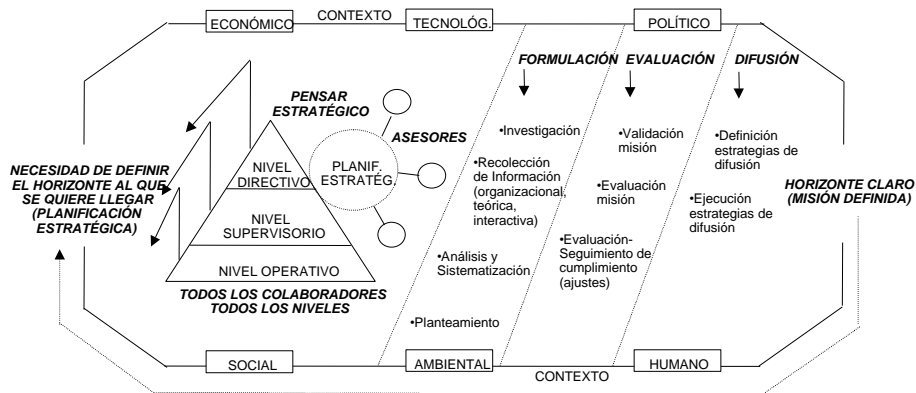 CONTEXTO
ECONÓMICO
TECNOLÓG.
POLÍTICO
FORMULACIÓN
EVALUACIÓN
DIFUSIÓN
PENSAR
ESTRATÉGICO
ASESORES
NIVEL
DIRECTIVO
PLANIF.
ESTRATÉG.
NIVEL
SUPERVISORIO
NIVEL OPERATIVO
TODOS LOS COLABORADORES
TODOS LOS NIVELES
NECESIDAD DE DEFINIR
EL HORIZONTE AL QUE
SE QUIERE LLEGAR
(PLANIFICACIÓN
ESTRATÉGICA)
•Investigación
•Recolección
de Información
(organizacional,
teórica,
interactiva)
•Análisis y
Sistematización
•Planteamiento
•Validación
misión
•Evaluación
misión
•Evaluación-
Seguimiento de
cumplimiento
(ajustes)
•Definición
estrategias de
difusión
•Ejecución
estrategias de
difusión
HORIZONTE CLARO
(MISIÓN DEFINIDA)
SOCIAL
AMBIENTAL
HUMANO
CONTEXTO